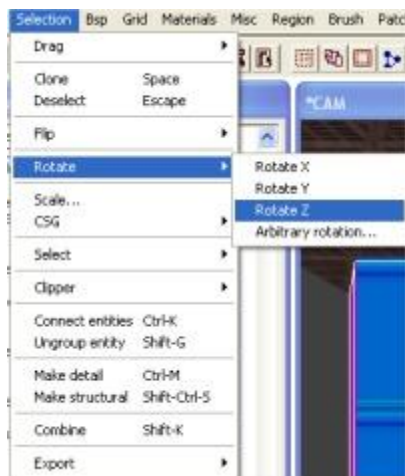 Selection Bsp Grid Materials Misc Region Brush Patc
Drag
Clone Space
Deselect Escape
Flip
Rotate
Scale...
CSG
Select
Clipper
Connect entities Ctrl-K
Ungroup entity Shift-G
Make detail Ctrl-M
Make structural Shift-Ctrl-S
Combine Shift-K
Export
*CAM
Rotate X
Rotate Y
Rotate Z
Arbitrary rotation...